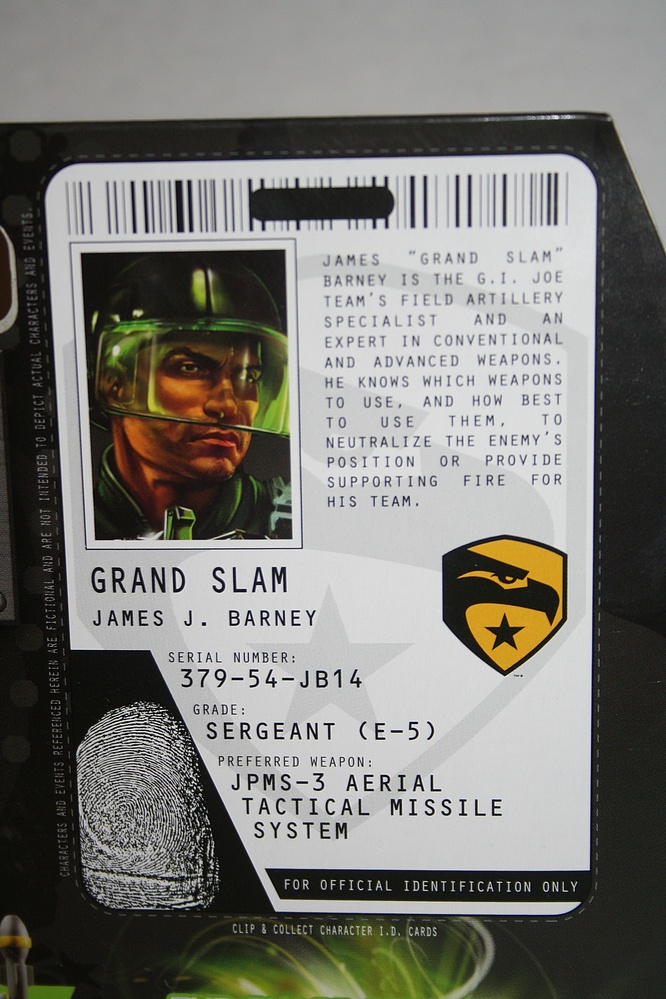 JAMES "GRAND SLAM"
BARNEY IS THE G.I. JOE
TEAM'S FIELD ARTILLERY
SPECIALIST AND AN
EXPERT IN CONVENTIONAL
AND ADVANCED WEAPONS.
HE KNOWS WHICH WEAPONS
TO USE, AND HOW BEST
TO USE THEM, TO
NEUTRALIZE THE ENEMY'S
POSITION OR PROVIDE
SUPPORTING FIRE FOR
HIS TEAM.
GRAND SLAM
JAMES J. BARNEY
SERIAL NUMBER:
379-54-JB14
GRADE:
SERGEANT (E-5)
PREFERRED WEAPON:
JPMS-3 AERIAL
TACTICAL MISSILE
SYSTEM
FOR OFFICIAL IDENTIFICATION ONLY
CLIP & COLLECT CHARACTER I.D. CARDS
CHARACTERS AND EVENTS REFERENCED HEREIN ARE FICTIONAL AND ARE NOT INTENDED TO DEPICT ACTUAL CHARACTERS AND EVENTS.
TM